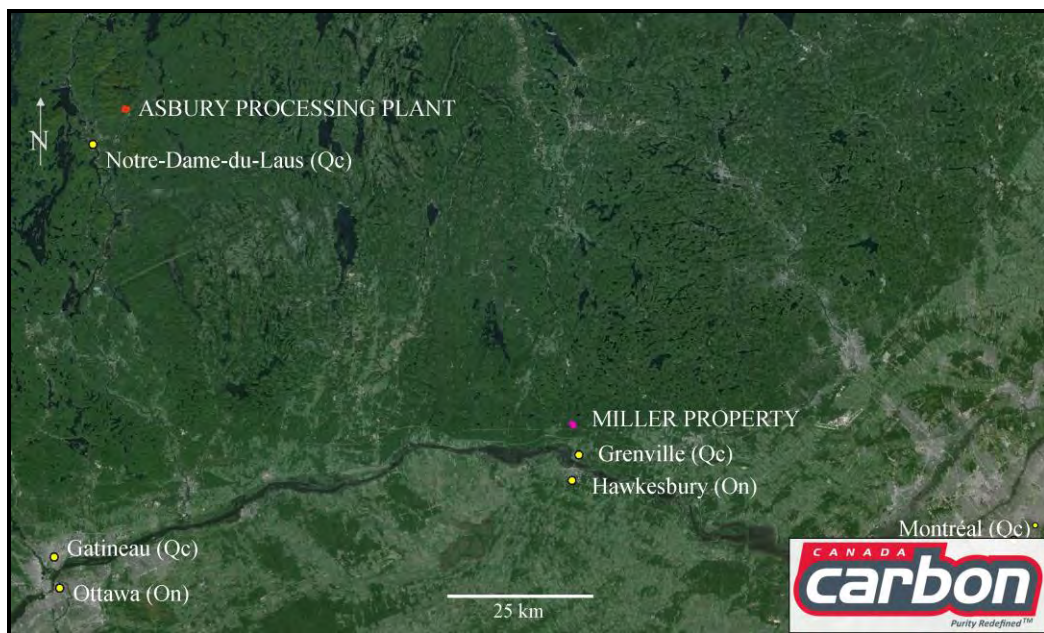 ASBURY PROCESSING PLANT
N
Notre-Dame-du-Laus (Qc)
MILLER PROPERTY
Grenville (Qc)
Hawkesbury (On)
Montréal (Qc)
Gatineau (Qc)
Ottawa (On)
25 km
CANADA
carbon
Purity Redefined™